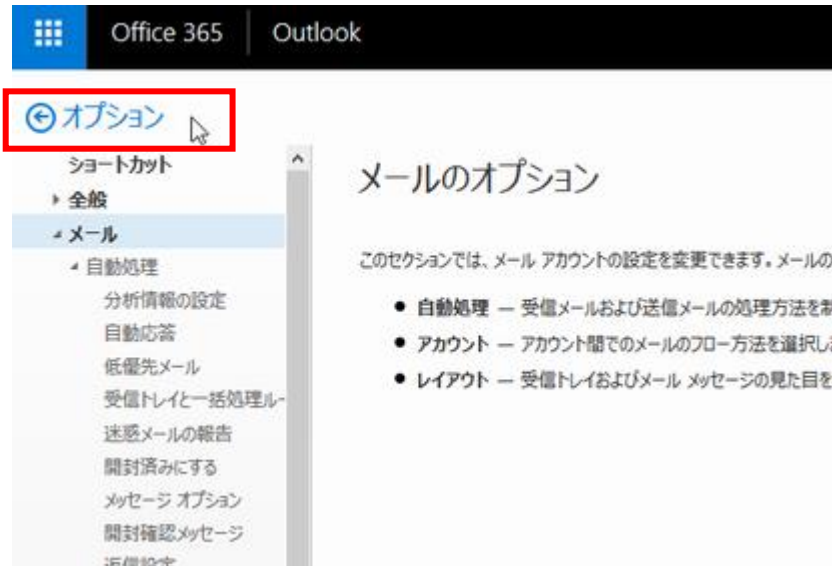 Office 365 Outlook
オプション
ショートカット
全般
メール
自動処理
分析情報の設定
自動応答
低優先メール
受信トレイと一括処理ルー
迷惑メールの報告
開封済みにする
メッセージ オプション
開封確認メッセージ
返信設定
メールのオプション
このセクションでは、メール アカウントの設定を変更できます。メールの
● 自動処理 — 受信メールおよび送信メールの処理方法を制
● アカウント — アカウント間でのメールのフロー方法を選択し
● レイアウト — 受信トレイおよびメール メッセージの見た目を